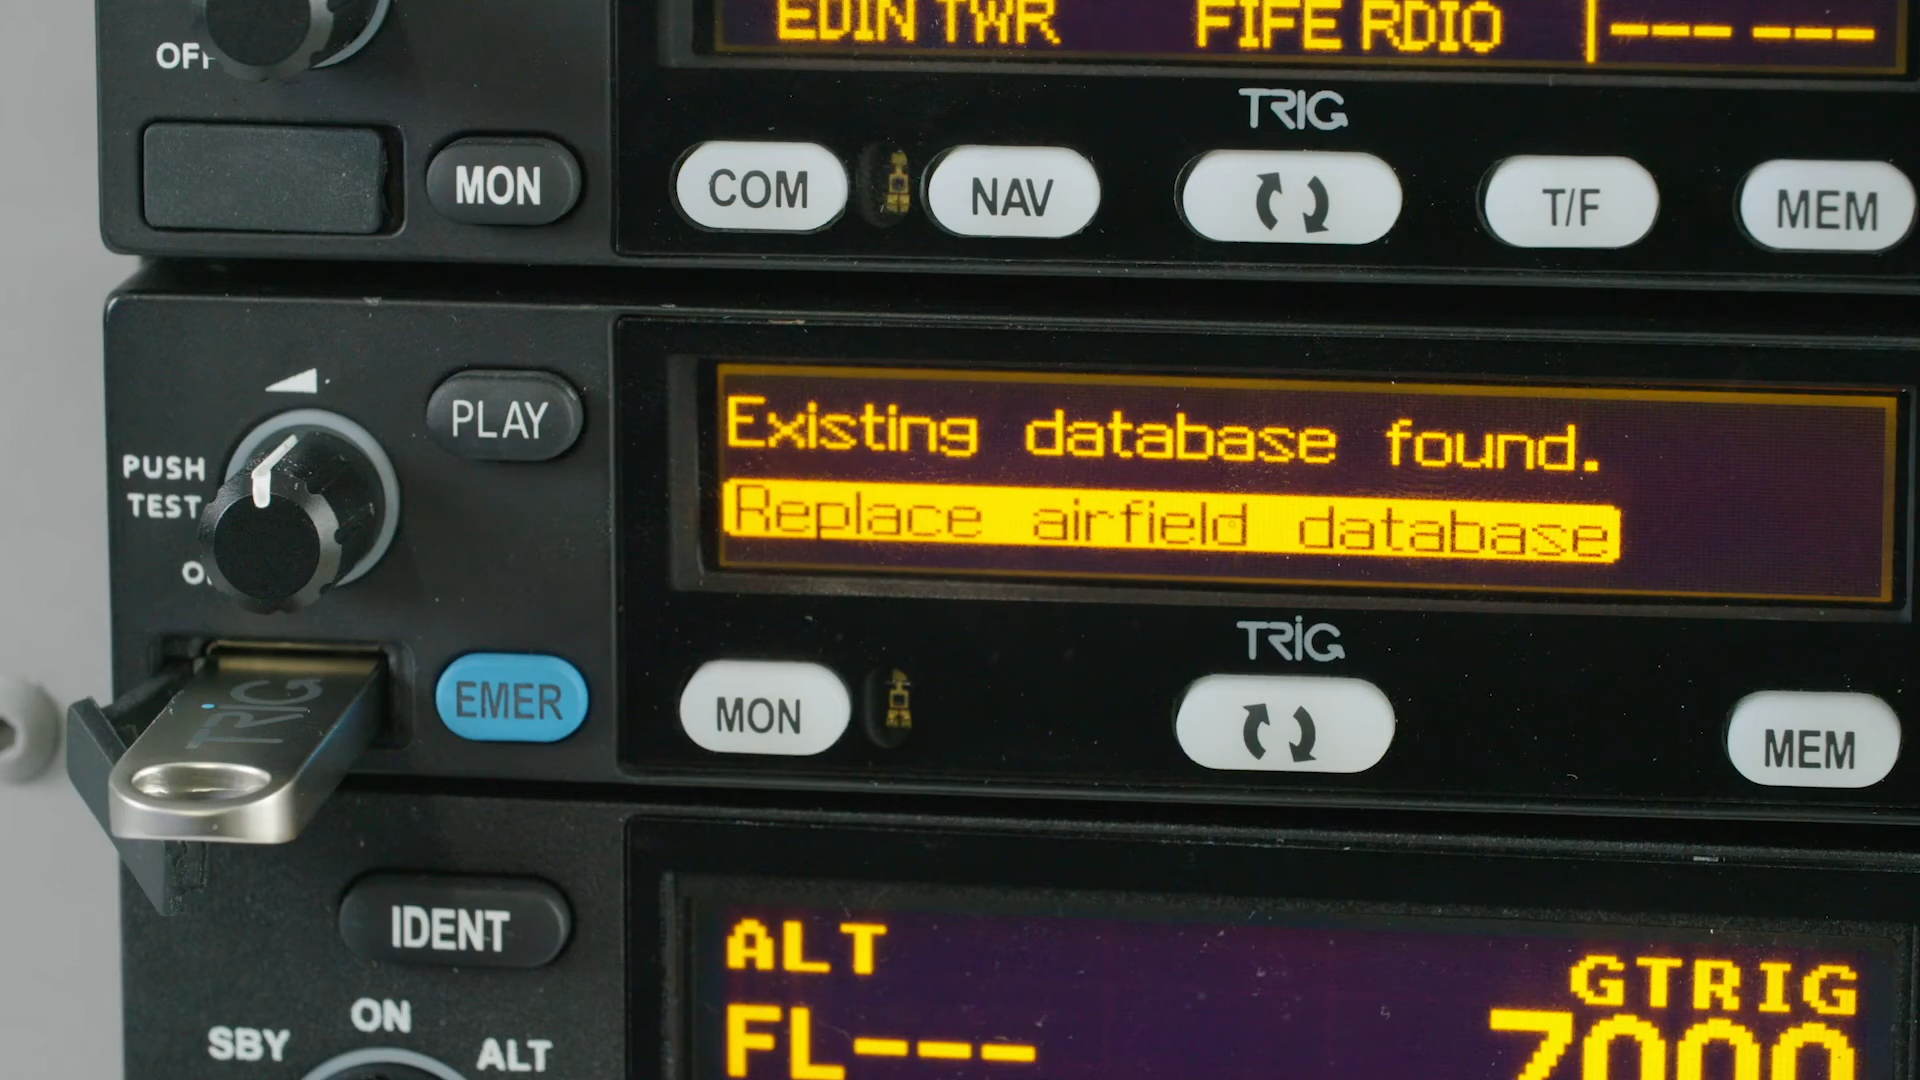 EDIN TWR FIFE RDIO --- ---
OFF
TRIG
MON COM NAV T/F MEM
PLAY
PUSH
TEST
Existing database found.
Replace airfield database
TRIG
TRIG
EMER MON MEM
IDENT
ON
SBY ALT
ALT
GTRIG
FL--- 7000